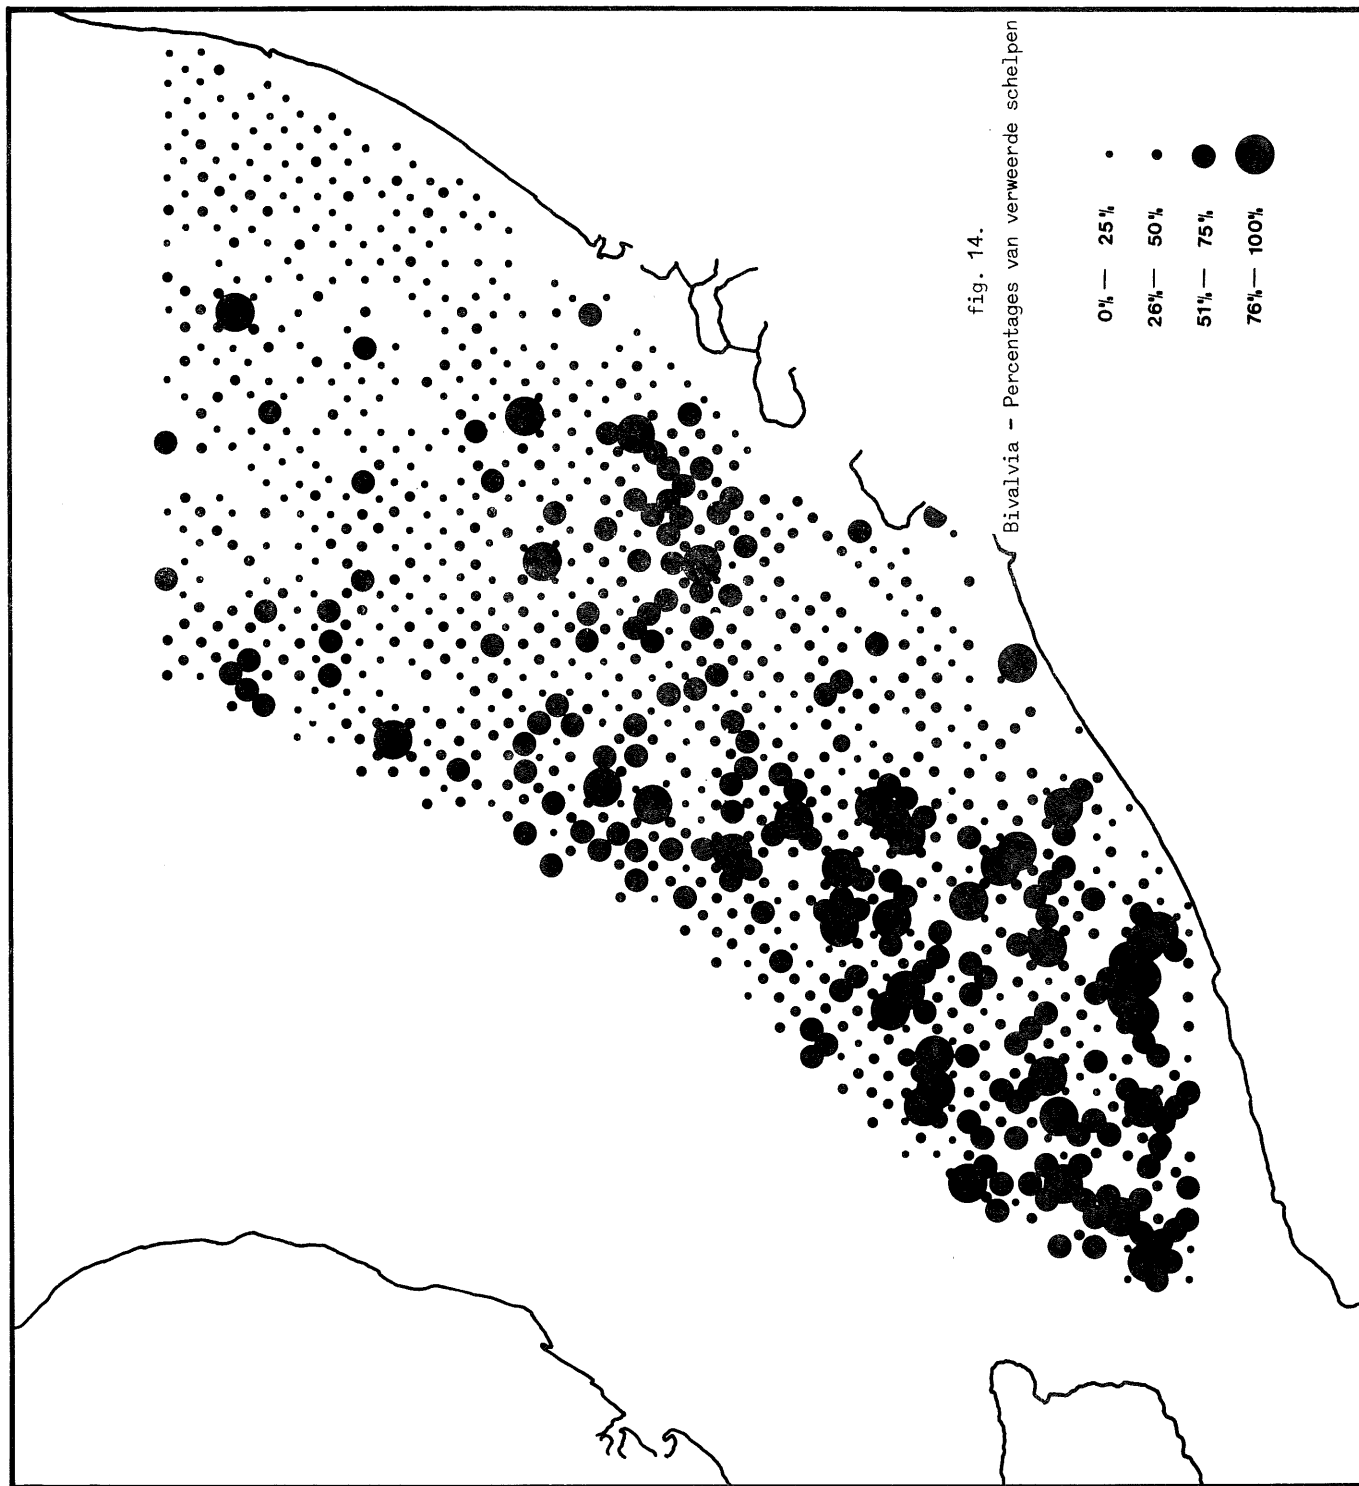 fig. 14.
Bivalvia - Percentages van verweerde schelpen
0%— 25%
26%— 50%
51%— 75%
76%— 100%